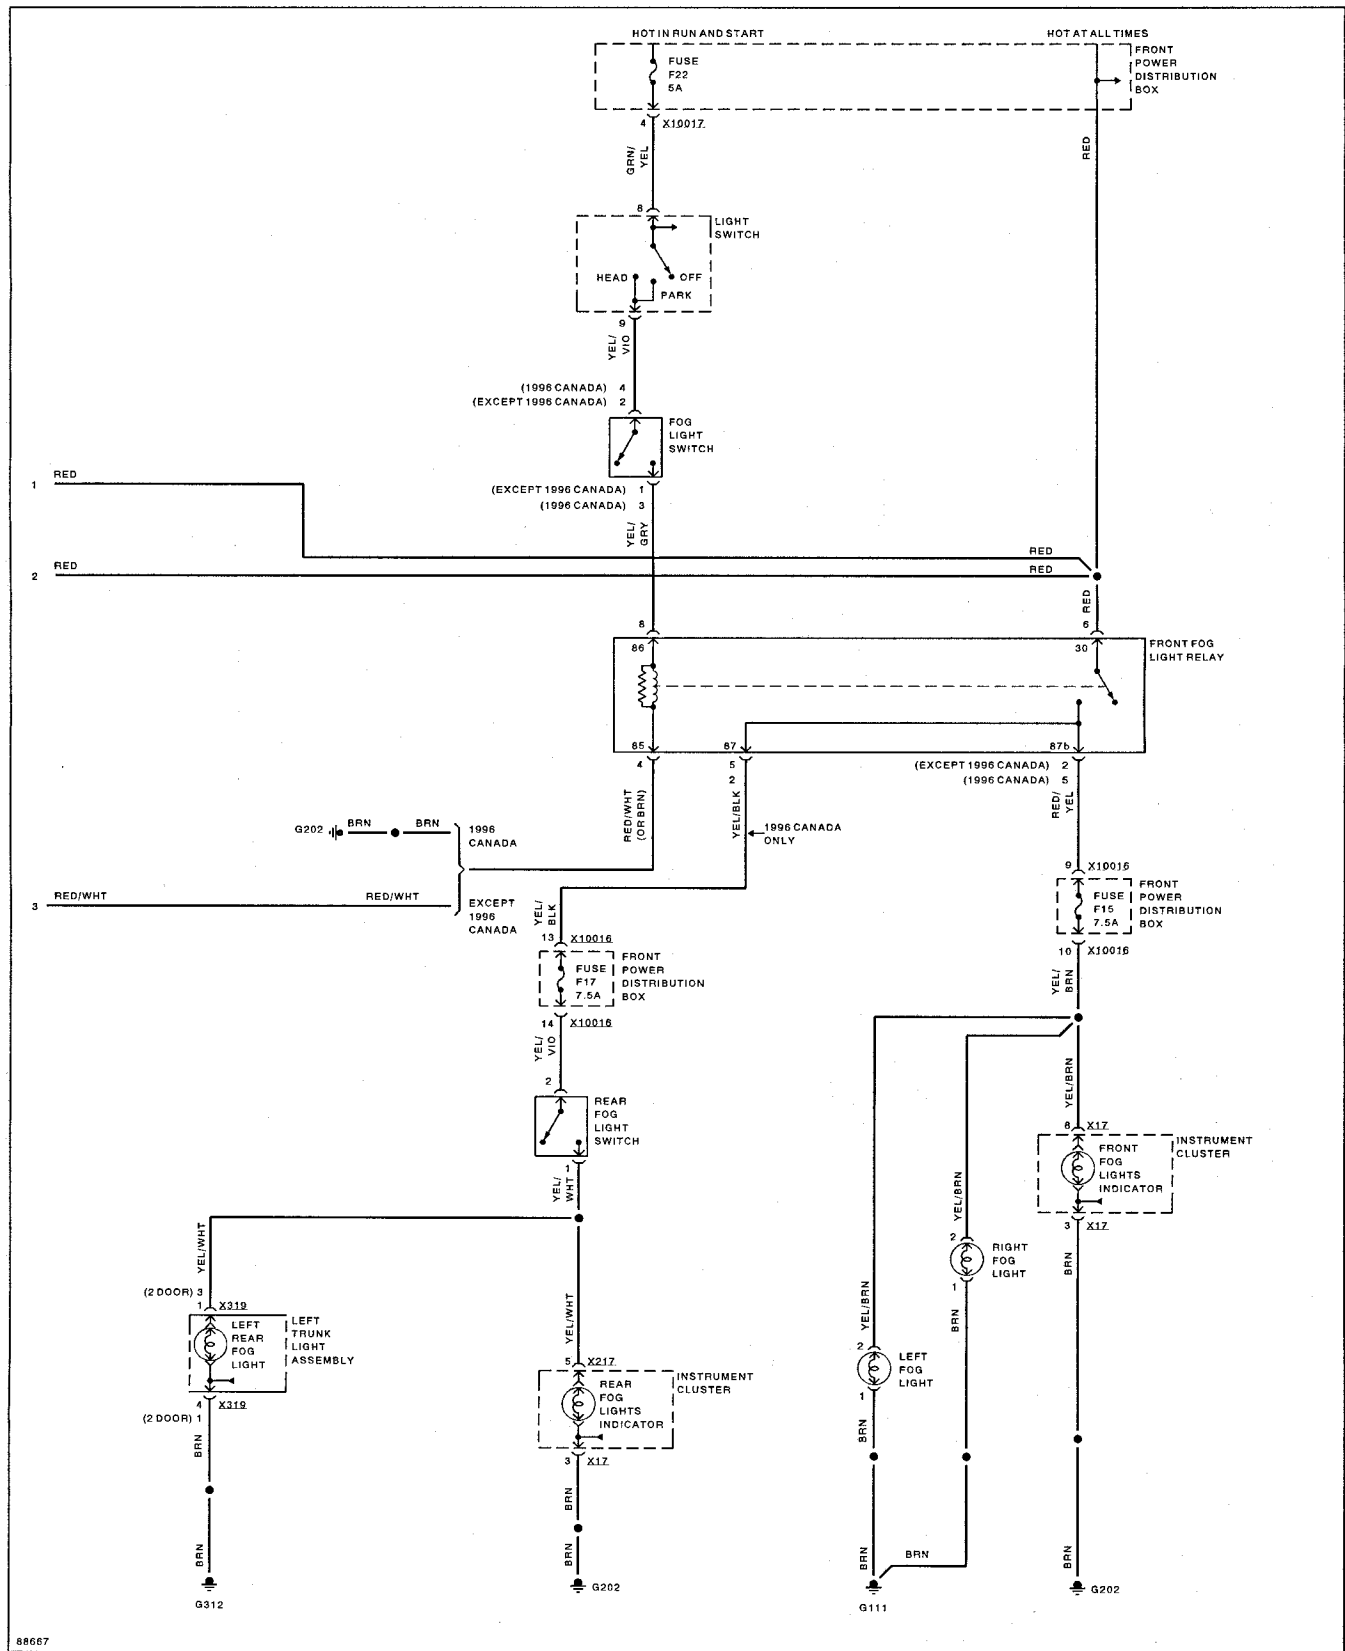 HOT IN RUN AND START
HOT AT ALL TIMES
FUSE
F22
5A
FRONT
POWER
DISTRIBUTION
BOX
4 X10017
GRN/
YEL
RED
8
LIGHT
SWITCH
HEAD
OFF
PARK
9
YEL/
VIO
(1996 CANADA) 4
(EXCEPT 1996 CANADA) 2
FOG
LIGHT
SWITCH
1 RED
(EXCEPT 1996 CANADA) 1
(1996 CANADA) 3
YEL/
GRY
RED
2 RED
RED
RED
8
6
86
30
FRONT FOG
LIGHT RELAY
85
87
87b
4
5
2
(EXCEPT 1996 CANADA) 2
(1996 CANADA) 5
RED/WHT
(OR BRN)
YEL/BLK
RED/
YEL
1996 CANADA
ONLY
G202
BRN
BRN
1996
CANADA
3 RED/WHT
RED/WHT
EXCEPT
1996
CANADA
9 X10016
FUSE
F15
7.5A
FRONT
POWER
DISTRIBUTION
BOX
10 X10016
YEL/
BRN
YEL/
BLK
13 X10016
FUSE
F17
7.5A
FRONT
POWER
DISTRIBUTION
BOX
14 X10016
YEL/
VIO
2
REAR
FOG
LIGHT
SWITCH
1
YEL/
WHT
YEL/BRN
X17
FRONT
FOG
LIGHTS
INDICATOR
INSTRUMENT
CLUSTER
3 X17
BRN
YEL/BRN
2
RIGHT
FOG
LIGHT
1
BRN
YEL/BRN
2
LEFT
FOG
LIGHT
1
BRN
YEL/WHT
(2 DOOR) 3
1 X319
LEFT
REAR
FOG
LIGHT
LEFT
TRUNK
LIGHT
ASSEMBLY
4 X319
(2 DOOR) 1
BRN
YEL/WHT
5 X217
REAR
FOG
LIGHTS
INDICATOR
INSTRUMENT
CLUSTER
3 X17
BRN
BRN
BRN
BRN
BRN
BRN
G312
G202
G111
G202
88667